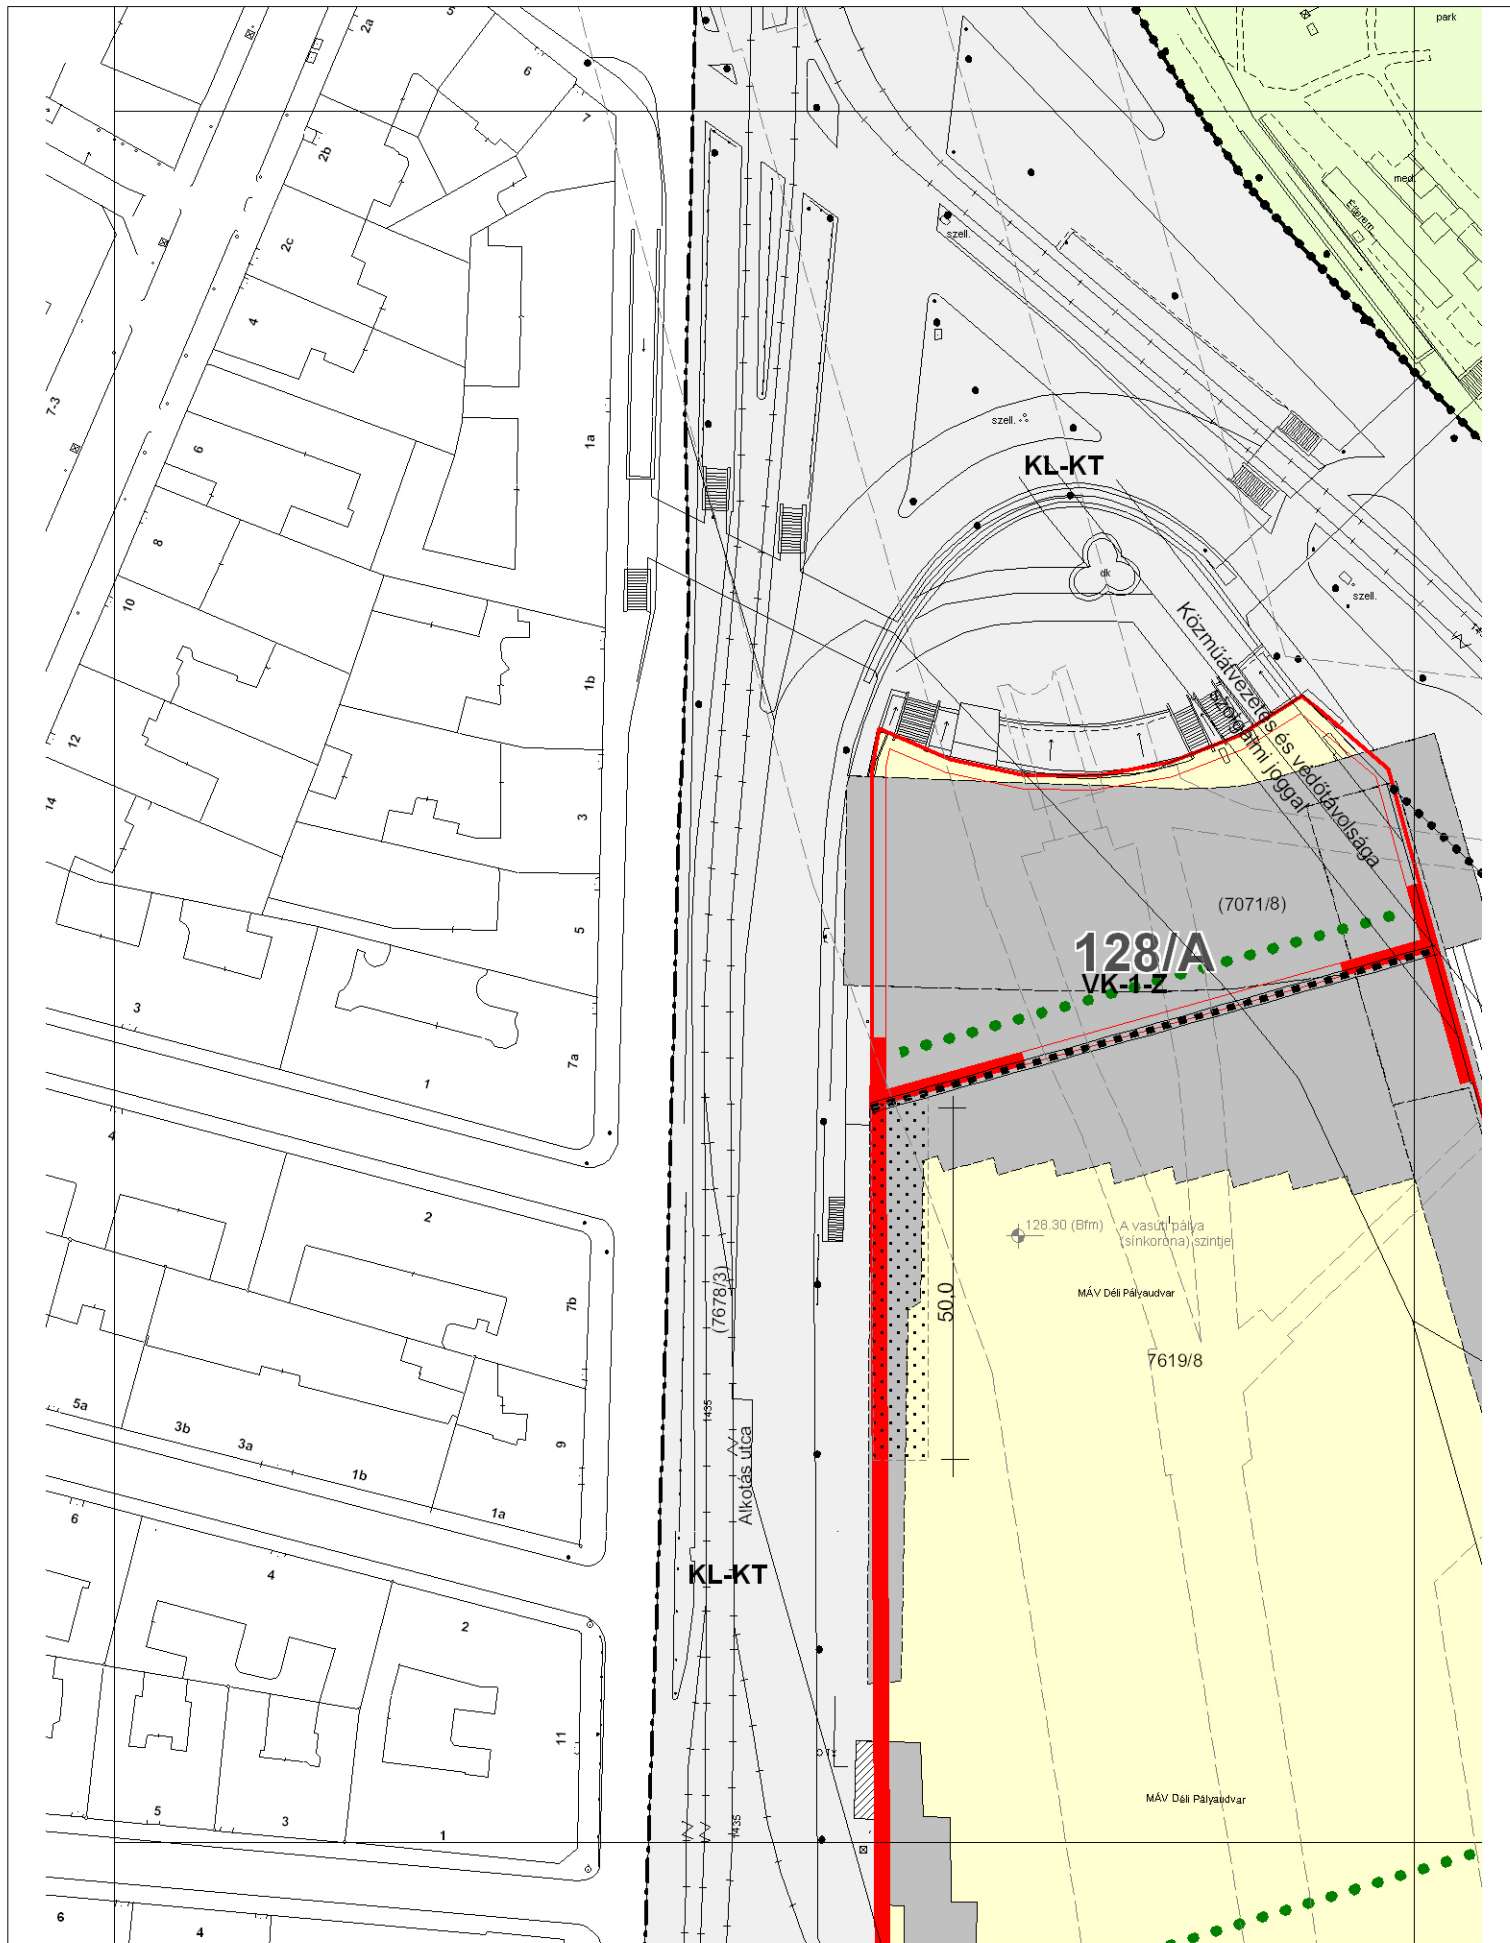 park
5
2a
6
7
2b
med.
Étterem
2c
szell.
4
7-3
1a
szell.
6
KL-KT
8
dk
szell.
10
Közműátvezetés és védőtávolsága
szolgalmi joggal
1b
12
14
3
(7071/8)
5
128/A
VK-1-Z
3
7a
1
4
2
128.30 (Bfm)
A vasúti pálya
(sínkorona) szintje
(7678/3)
7b
50,0
MÁV Déli Pályaudvar
7619/8
5a
3b
3a
1b
1a
9
1435
Alkotás utca
6
4
KL-KT
2
11
MÁV Déli Pályaudvar
5
3
1
1435
6
4